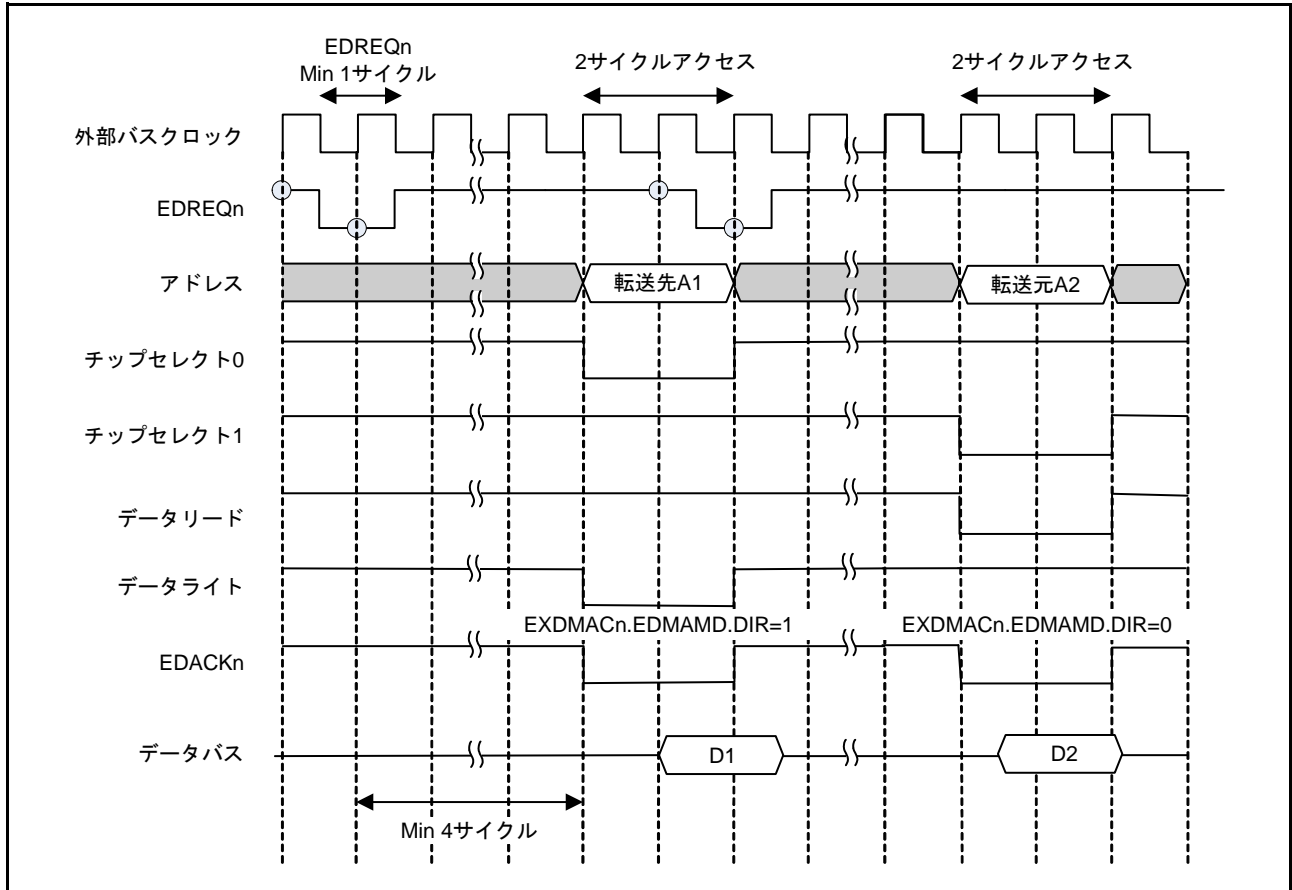 EDREQn
Min 1サイクル
2サイクルアクセス
2サイクルアクセス
外部バスクロック
EDREQn
アドレス
転送先A1
転送元A2
チップセレクト0
チップセレクト1
データリード
データライト
EXDMACn.EDMAMD.DIR=1
EXDMACn.EDMAMD.DIR=0
EDACKn
データバス
D1
D2
Min 4サイクル